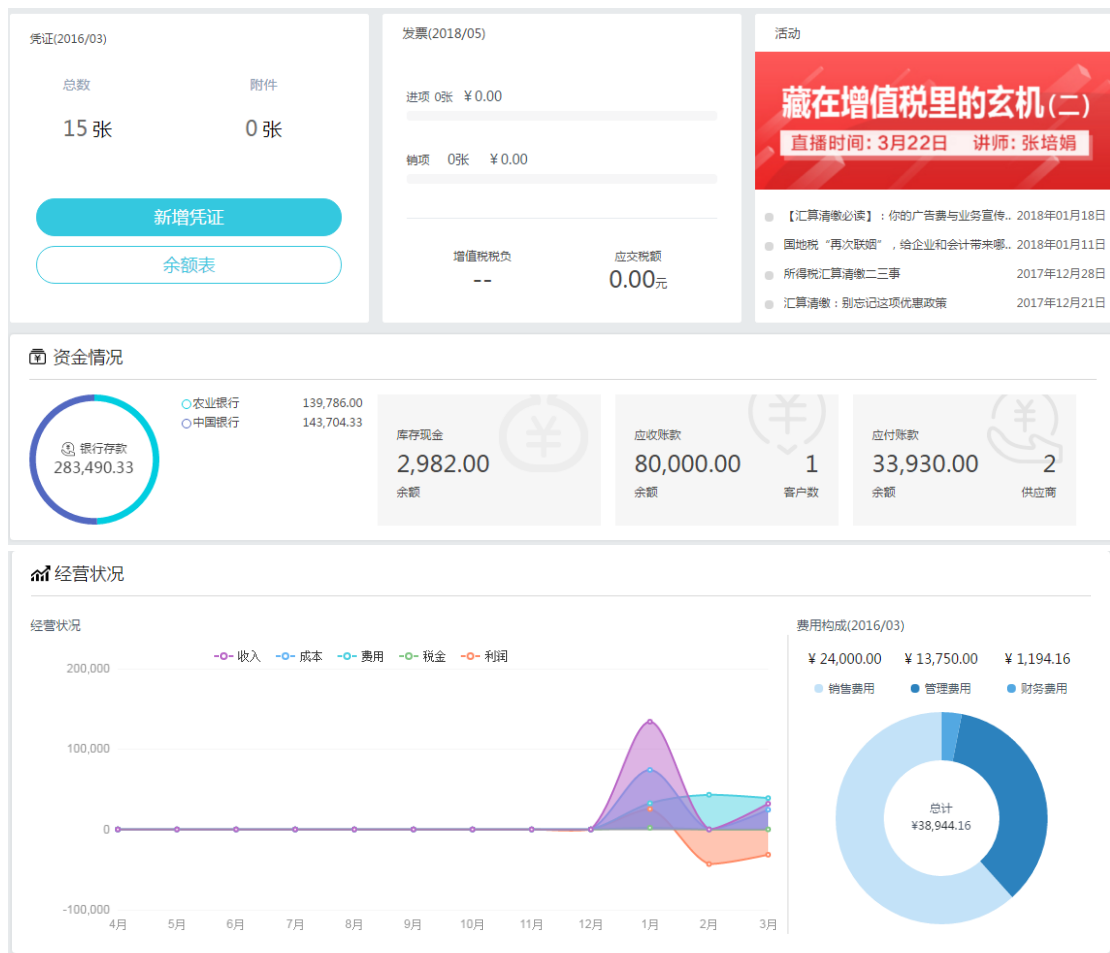 凭证(2016/03)
总数 附件
15 张 0 张
新增凭证
余额表
发票(2018/05)
进项 0张 ¥0.00
销项 0张 ¥0.00
增值税税负 应交税额
-- 0.00元
活动
藏在增值税里的玄机(二)
直播时间：3月22日 讲师：张培娟
【汇算清缴必读】：你的广告费与业务宣传.. 2018年01月18日
国地税“再次联姻”，给企业和会计带来哪.. 2018年01月11日
所得税汇算清缴二三事 2017年12月28日
汇算清缴：别忘记这项优惠政策 2017年12月21日
资金情况
银行存款
283,490.33
农业银行 139,786.00
中国银行 143,704.33
库存现金
2,982.00
余额
应收账款
80,000.00 1
余额 客户数
应付账款
33,930.00 2
余额 供应商
经营状况
经营状况
收入 成本 费用 税金 利润
200,000
100,000
0
-100,000
4月 5月 6月 7月 8月 9月 10月 11月 12月 1月 2月 3月
费用构成(2016/03)
¥ 24,000.00 ¥ 13,750.00 ¥ 1,194.16
销售费用 管理费用 财务费用
总计
¥38,944.16